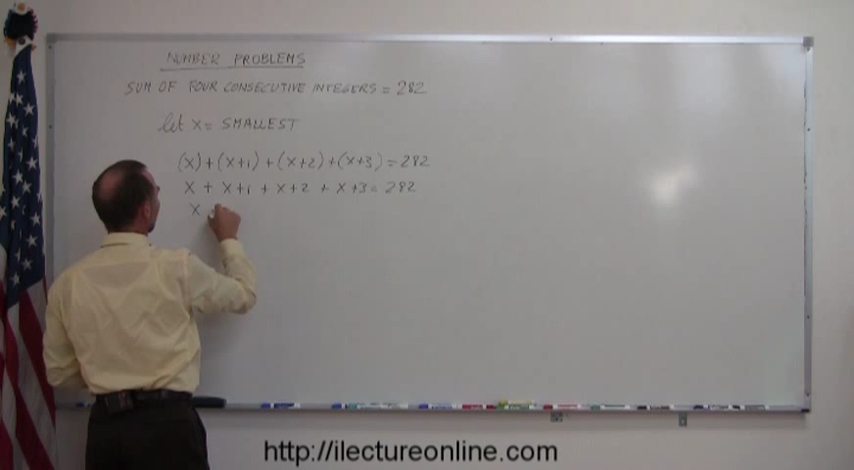 NUMBER PROBLEMS
SUM OF FOUR CONSECUTIVE INTEGERS = 282
let X = SMALLEST
(X) + (X+1) + (X+2) + (X+3) = 282
X + X+1 + X+2 + X+3 = 282
X
http://ilectureonline.com